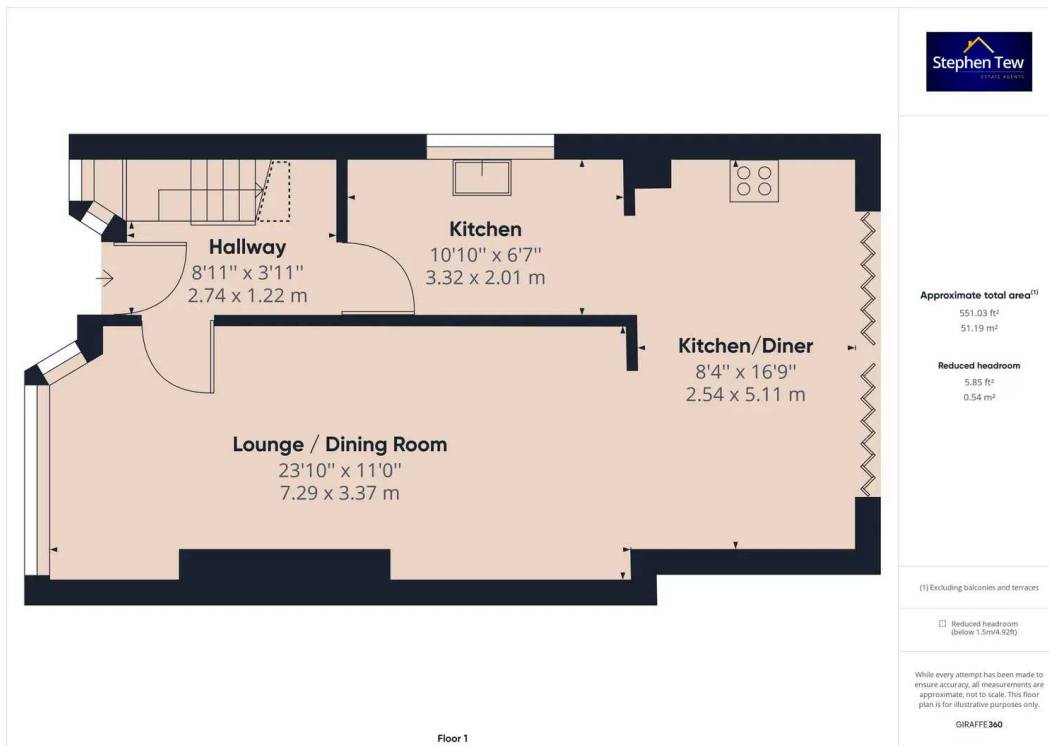 Hallway
8'11'' x 3'11''
2.74 x 1.22 m
Kitchen
10'10'' x 6'7''
3.32 x 2.01 m
Kitchen/Diner
8'4'' x 16'9''
2.54 x 5.11 m
Lounge / Dining Room
23'10'' x 11'0''
7.29 x 3.37 m
Floor 1
Stephen Tew
ESTATE AGENTS
Approximate total area(1)
551.03 ft²
51.19 m²
Reduced headroom
5.85 ft²
0.54 m²
(1) Excluding balconies and terraces
Reduced headroom
(below 1.5m/4.92ft)
While every attempt has been made to
ensure accuracy, all measurements are
approximate, not to scale. This floor
plan is for illustrative purposes only.
GIRAFFE360